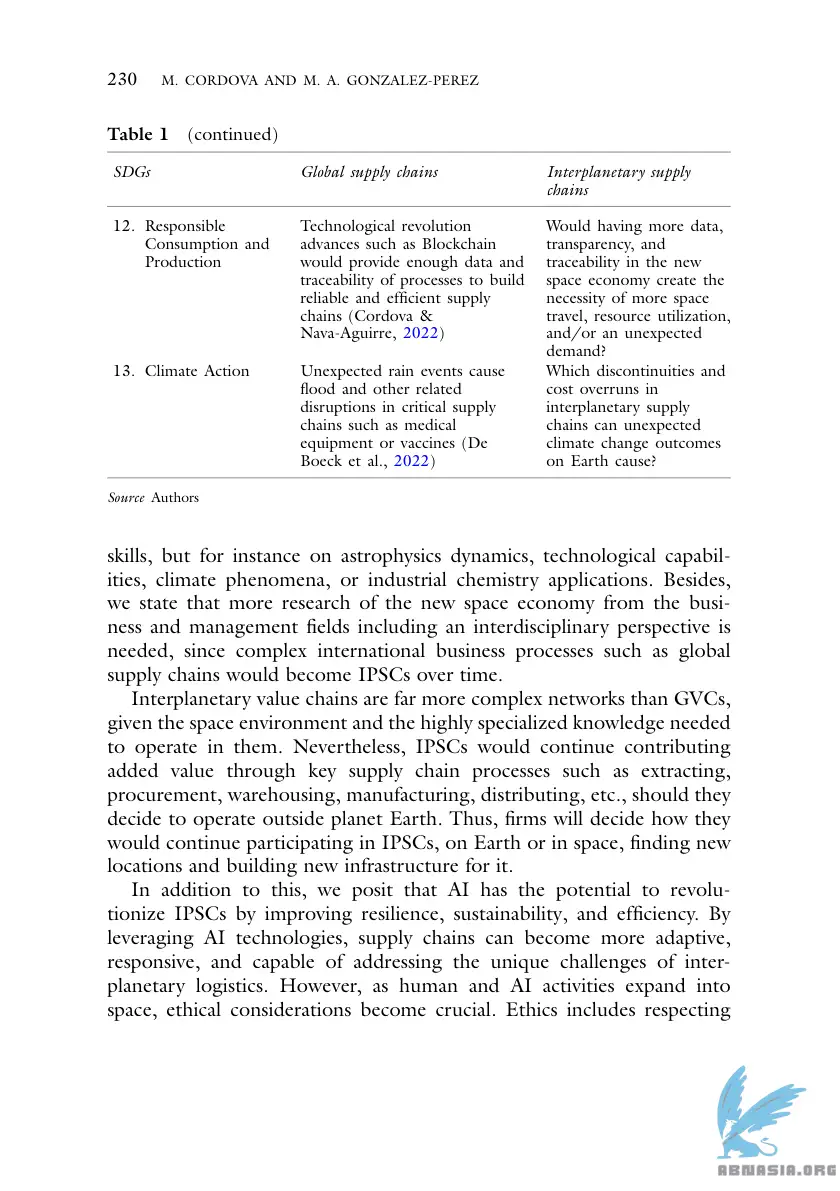 230 M. CORDOVA AND M. A. GONZALEZ-PEREZ
Table 1 (continued)
SDGs Global supply chains Interplanetary supply
chains
12. Responsible
Consumption and
Production
Technological revolution
advances such as Blockchain
would provide enough data and
traceability of processes to build
reliable and efficient supply
chains (Cordova &
Nava-Aguirre, 2022)
Would having more data,
transparency, and
traceability in the new
space economy create the
necessity of more space
travel, resource utilization,
and/or an unexpected
demand?
13. Climate Action
Unexpected rain events cause
flood and other related
disruptions in critical supply
chains such as medical
equipment or vaccines (De
Boeck et al., 2022)
Which discontinuities and
cost overruns in
interplanetary supply
chains can unexpected
climate change outcomes
on Earth cause?
Source Authors
skills, but for instance on astrophysics dynamics, technological capabil-
ities, climate phenomena, or industrial chemistry applications. Besides,
we state that more research of the new space economy from the busi-
ness and management fields including an interdisciplinary perspective is
needed, since complex international business processes such as global
supply chains would become IPSCs over time.
Interplanetary value chains are far more complex networks than GVCs,
given the space environment and the highly specialized knowledge needed
to operate in them. Nevertheless, IPSCs would continue contributing
added value through key supply chain processes such as extracting,
procurement, warehousing, manufacturing, distributing, etc., should they
decide to operate outside planet Earth. Thus, firms will decide how they
would continue participating in IPSCs, on Earth or in space, finding new
locations and building new infrastructure for it.
In addition to this, we posit that AI has the potential to revolu-
tionize IPSCs by improving resilience, sustainability, and efficiency. By
leveraging AI technologies, supply chains can become more adaptive,
responsive, and capable of addressing the unique challenges of inter-
planetary logistics. However, as human and AI activities expand into
space, ethical considerations become crucial. Ethics includes respecting
ABNASIA.ORG